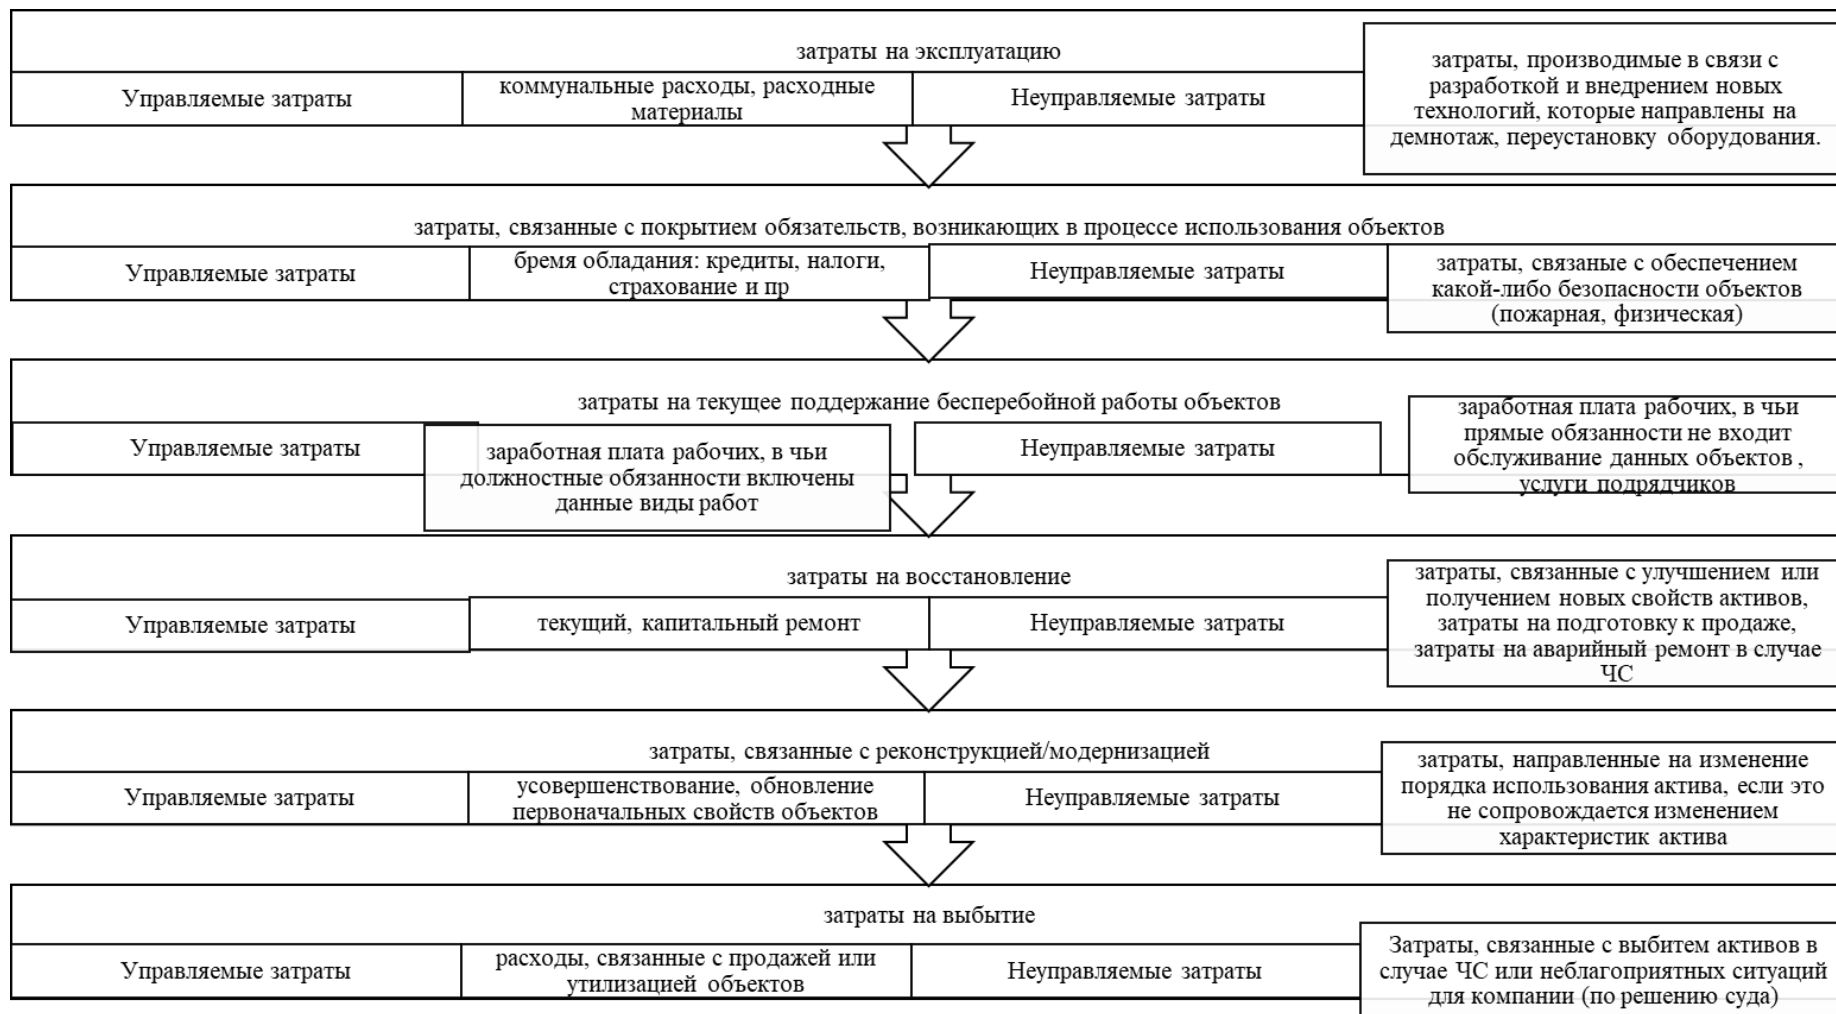 затраты на эксплуатацию
Управляемые затраты
коммунальные расходы, расходные
материалы
Неуправляемые затраты
затраты, производимые в связи с
разработкой и внедрением новых
технологий, которые направлены на
демнотаж, переустановку оборудования.
затраты, связанные с покрытием обязательств, возникающих в процессе использования объектов
Управляемые затраты
бремя обладания: кредиты, налоги,
страхование и пр
Неуправляемые затраты
затраты, связаные с обеспечением
какой-либо безопасности объектов
(пожарная, физическая)
затраты на текущее поддержание бесперебойной работы объектов
Управляемые затраты
заработная плата рабочих, в чьи
должностные обязанности включены
данные виды работ
Неуправляемые затраты
заработная плата рабочих, в чьи
прямые обязанности не входит
обслуживание данных объектов ,
услуги подрядчиков
затраты на восстановление
Управляемые затраты
текущий, капитальный ремонт
Неуправляемые затраты
затраты, связанные с улучшением или
получением новых свойств активов,
затраты на подготовку к продаже,
затраты на аварийный ремонт в случае
ЧС
затраты, связанные с реконструкцией/модернизацией
Управляемые затраты
усовершенствование, обновление
первоначальных свойств объектов
Неуправляемые затраты
затраты, направленные на изменение
порядка использования актива, если это
не сопровождается изменением
характеристик актива
затраты на выбытие
Управляемые затраты
расходы, связанные с продажей или
утилизацией объектов
Неуправляемые затраты
Затраты, связанные с выбитем активов в
случае ЧС или неблагоприятных ситуаций
для компании (по решению суда)